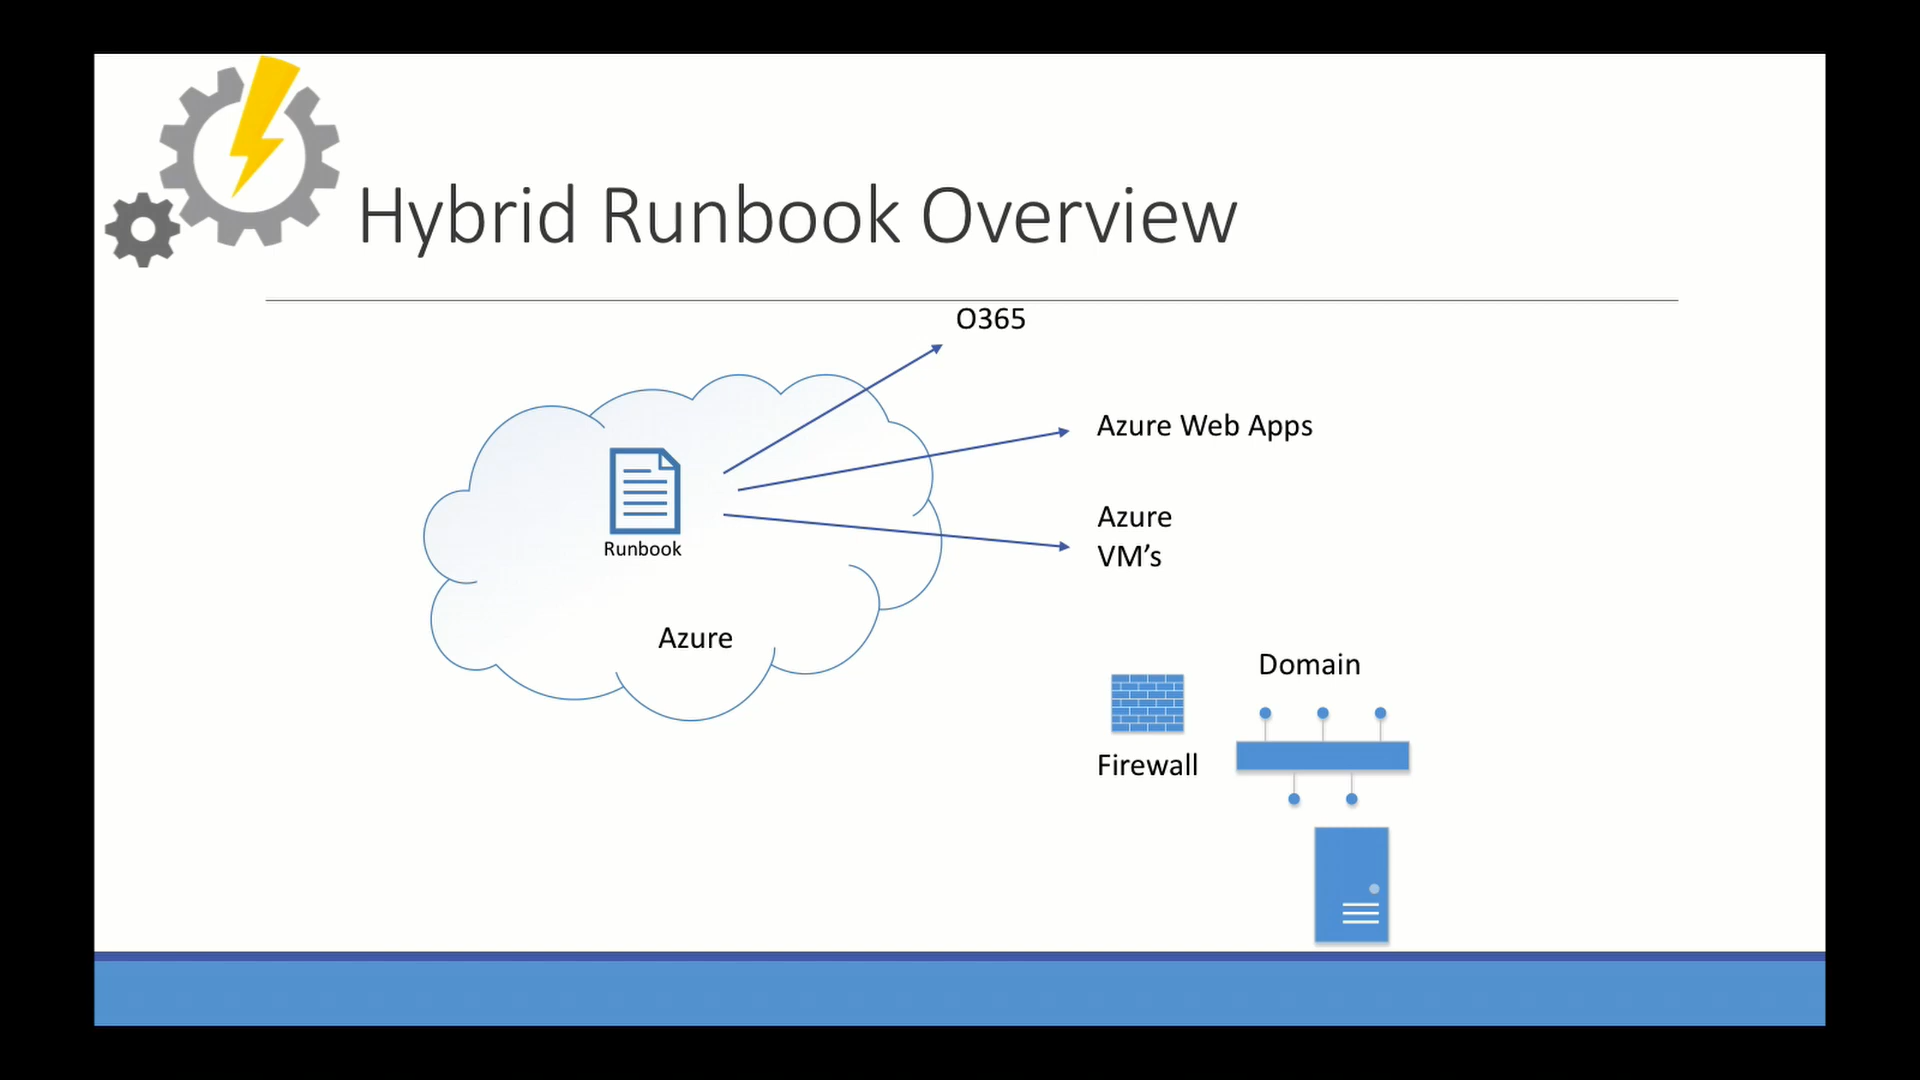 Hybrid Runbook Overview
O365
Azure Web Apps
Azure
VM’s
Runbook
Azure
Domain
Firewall